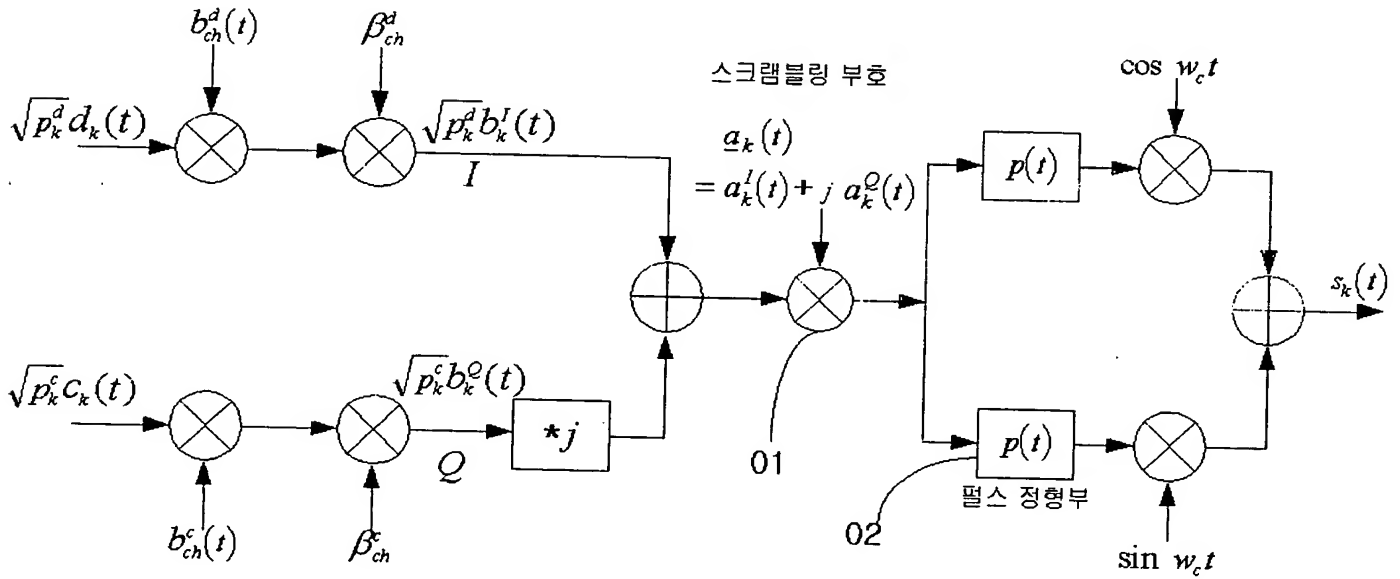 b_ch^d(t)
β_ch^d
√p_k^d d_k(t)
√p_k^d b_k^I(t)
I
스크램블링 부호
a_k(t)
= a_k^I(t) + j a_k^Q(t)
cos w_c t
p(t)
s_k(t)
√p_k^c c_k(t)
√p_k^c b_k^Q(t)
Q
*j
b_ch^c(t)
β_ch^c
01
p(t)
펄스 정형부
02
sin w_c t